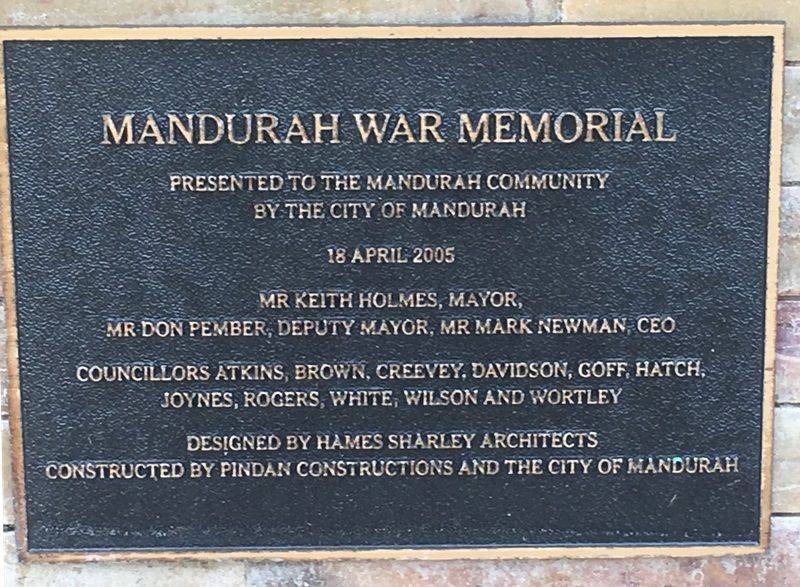 MANDURAH WAR MEMORIAL
PRESENTED TO THE MANDURAH COMMUNITY
BY THE CITY OF MANDURAH
18 APRIL 2005
MR KEITH HOLMES, MAYOR,
MR DON PEMBER, DEPUTY MAYOR, MR MARK NEWMAN, CEO
COUNCILLORS ATKINS, BROWN, CREEVEY, DAVIDSON, GOFF, HATCH,
JOYNES, ROGERS, WHITE, WILSON AND WORTLEY
DESIGNED BY HAMES SHARLEY ARCHITECTS
CONSTRUCTED BY PINDAN CONSTRUCTIONS AND THE CITY OF MANDURAH